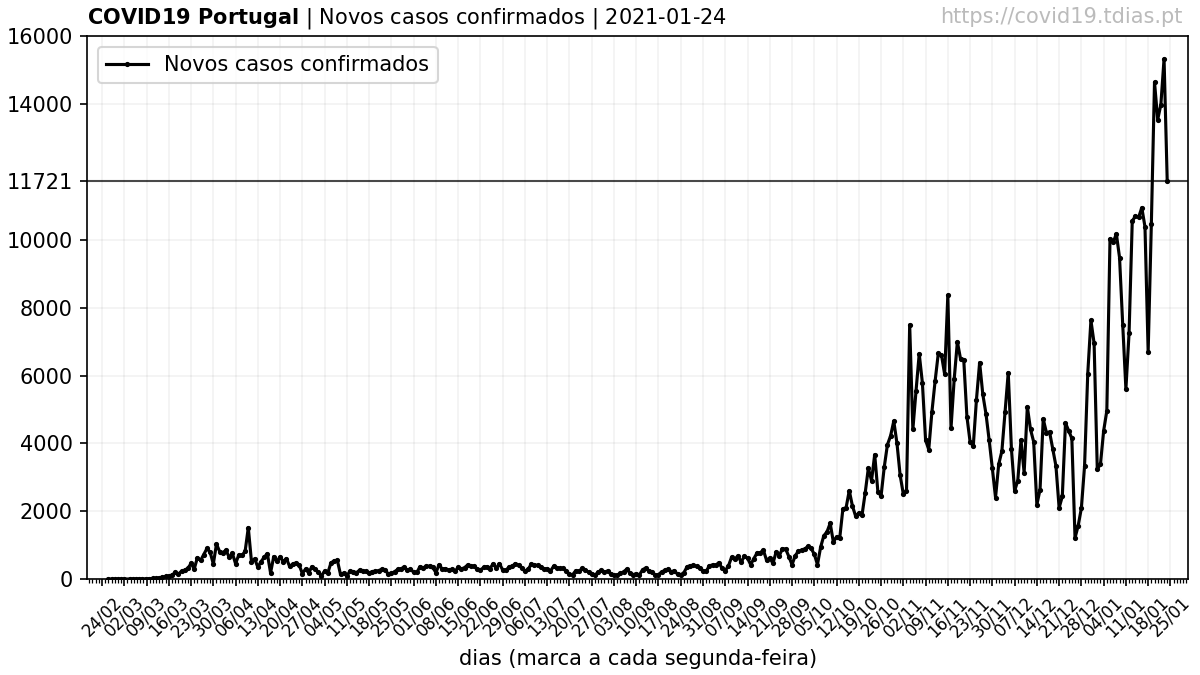 COVID19 Portugal | Novos casos confirmados | 2021-01-24
https://covid19.tdias.pt
Novos casos confirmados
16000
14000
11721
10000
8000
6000
4000
2000
0
24/02 02/03 09/03 16/03 23/03 30/03 06/04 13/04 20/04 27/04 04/05 11/05 18/05 25/05 01/06 08/06 15/06 22/06 29/06 06/07 13/07 20/07 27/07 03/08 10/08 17/08 24/08 31/08 07/09 14/09 21/09 28/09 05/10 12/10 19/10 26/10 02/11 09/11 16/11 23/11 30/11 07/12 14/12 21/12 28/12 04/01 11/01 18/01 25/01
dias (marca a cada segunda-feira)